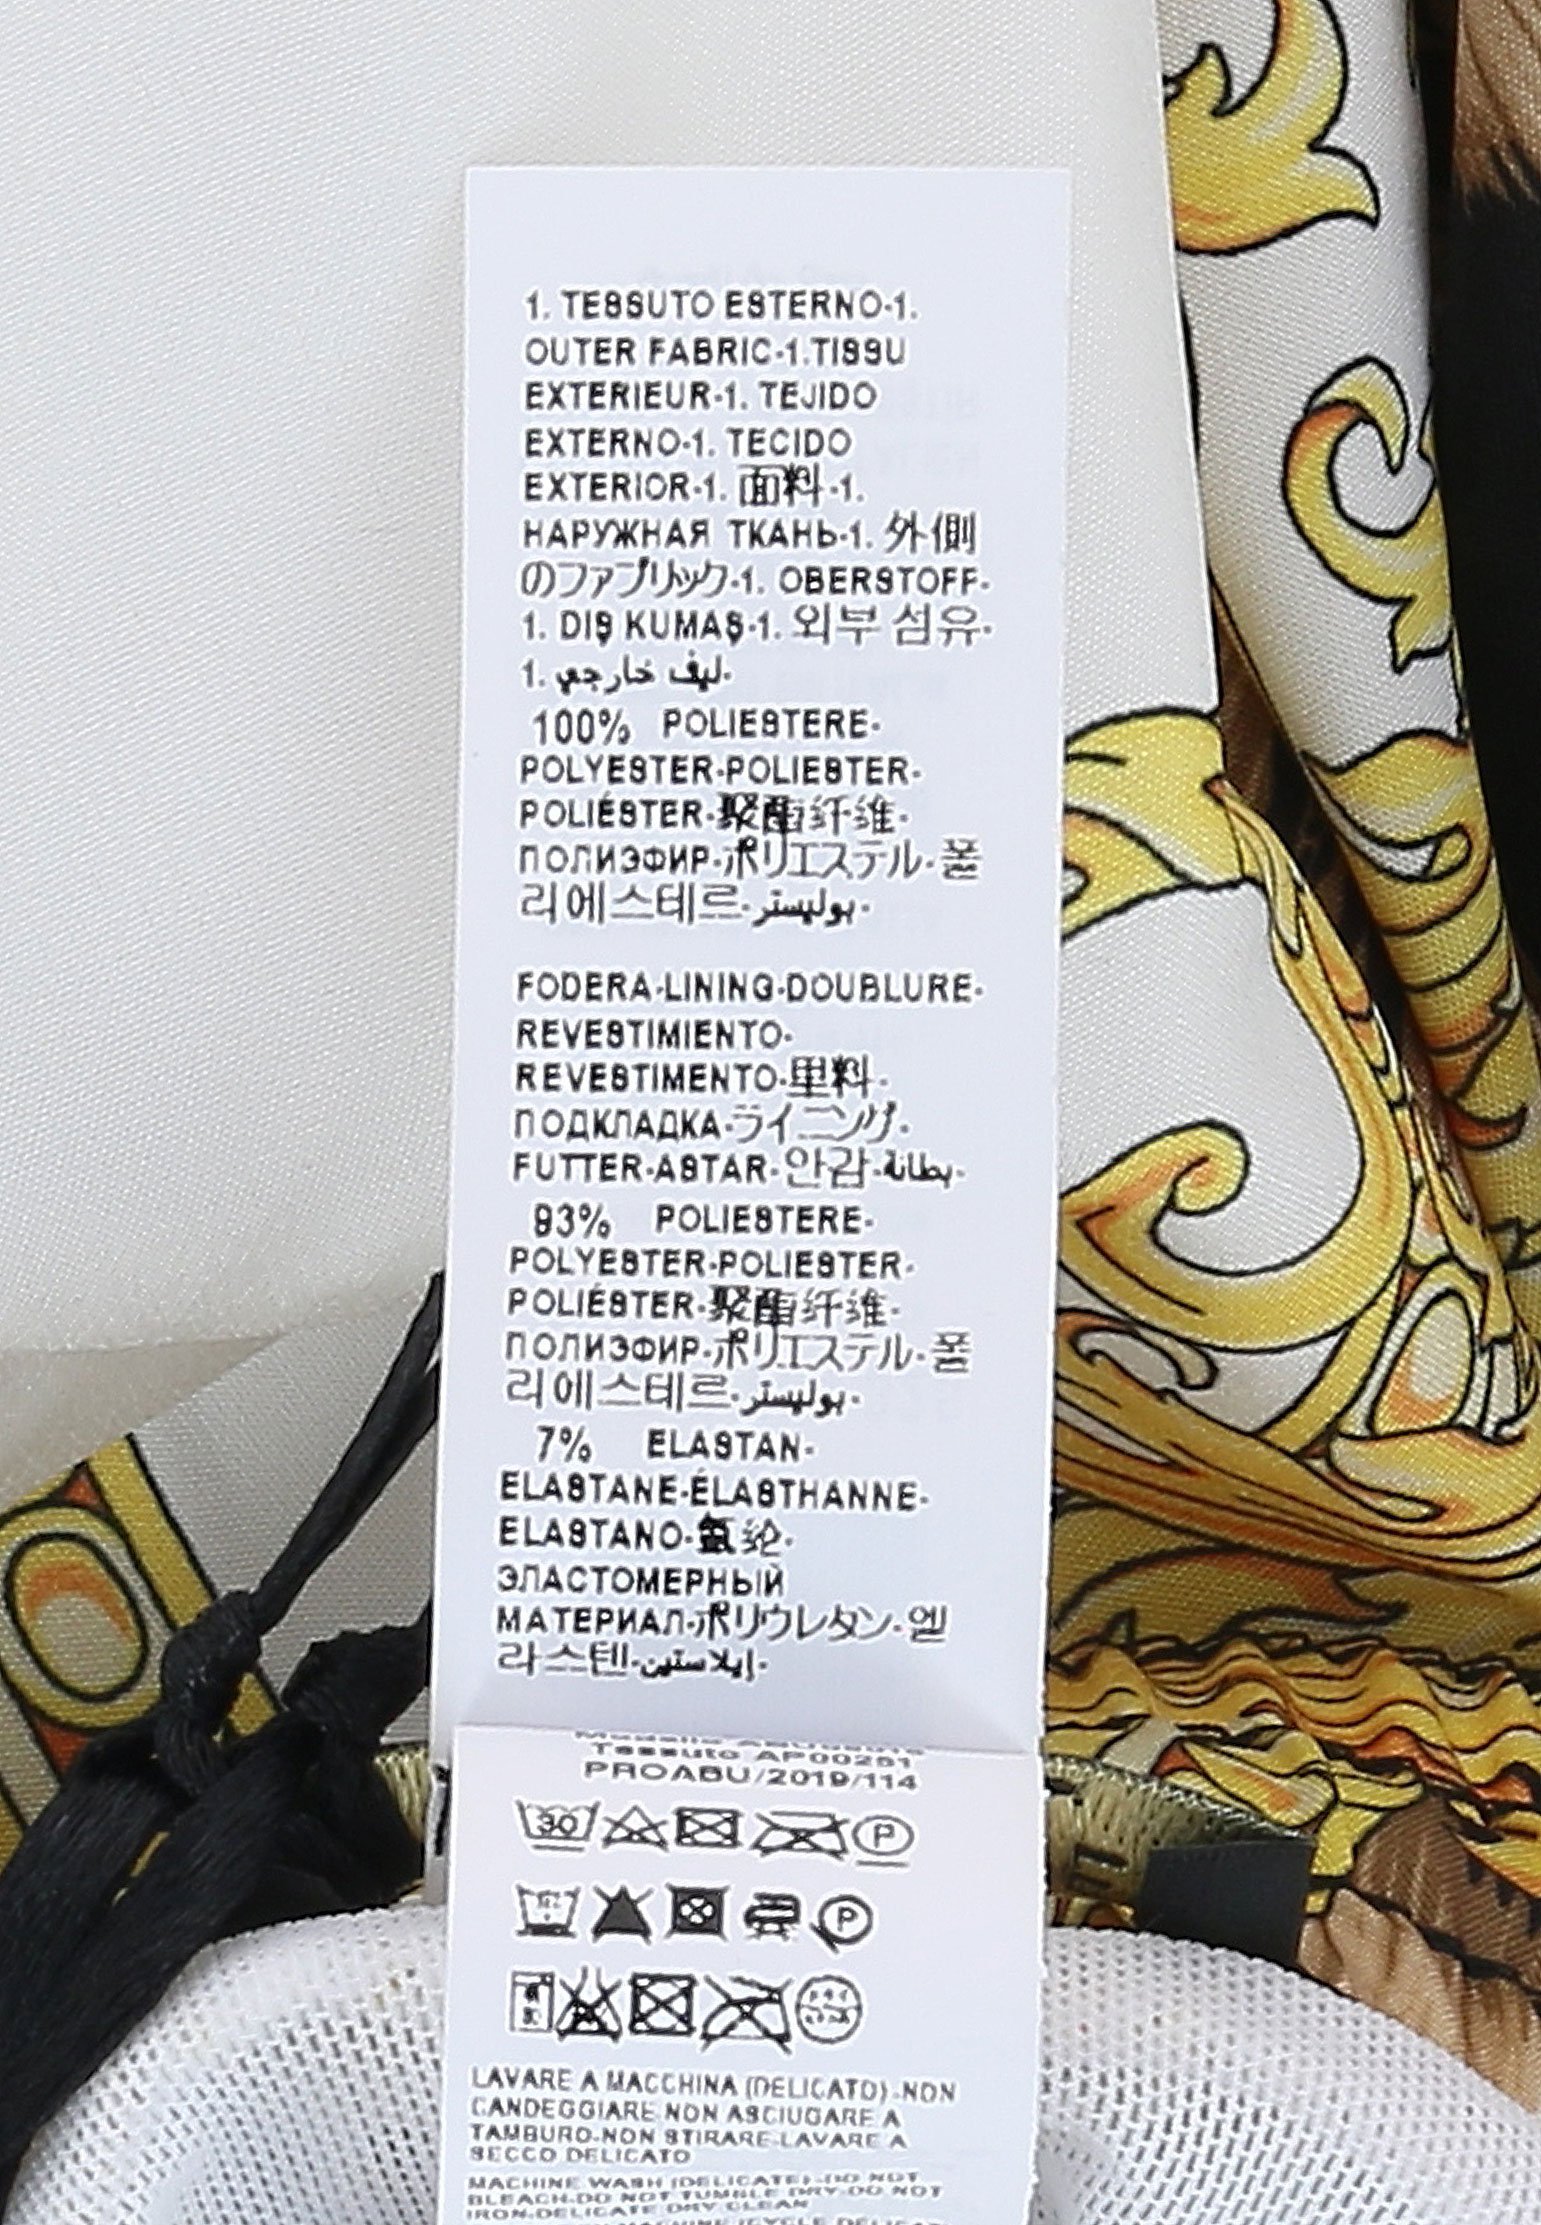 1. TESSUTO ESTERNO-1.
OUTER FABRIC-1.TISSU
EXTERIEUR-1. TEJIDO
EXTERNO-1. TECIDO
EXTERIOR-1. 面料-1.
НАРУЖНАЯ ТКАНЬ-1. 外側
のファブリック-1. OBERSTOFF-
1. DIŞ KUMAŞ-1. 외부 섬유-
1. ليف خارجي-
100% POLIESTERE-
POLYESTER-POLIESTER-
POLIÉSTER-聚酯纤维-
ПОЛИЭФИР-ポリエステル-폴
리에스테르-بوليستر-
FODERA-LINING-DOUBLURE-
REVESTIMIENTO-
REVESTIMENTO-里料-
ПОДКЛАДКА-ライニング-
FUTTER-ASTAR-안감-بطانة-
93% POLIESTERE-
POLYESTER-POLIESTER-
POLIÉSTER-聚酯纤维-
ПОЛИЭФИР-ポリエステル-폴
리에스테르-بوليستر-
7% ELASTAN-
ELASTANE-ÉLASTHANNE-
ELASTANO-氨纶-
ЭЛАСТОМЕРНЫЙ
МАТЕРИАЛ-ポリウレタン-엘
라스텐-إيلاستين-
Tessuto AP00251
PROABU/2019/114
30 P
P
LAVARE A MACCHINA (DELICATO)-NON
CANDEGGIARE-NON ASCIUGARE A
TAMBURO-NON STIRARE-LAVARE A
SECCO DELICATO
MACHINE WASH (DELICATE)-DO NOT
BLEACH-DO NOT TUMBLE DRY-DO NOT
IRON-DELICATE DRY CLEAN